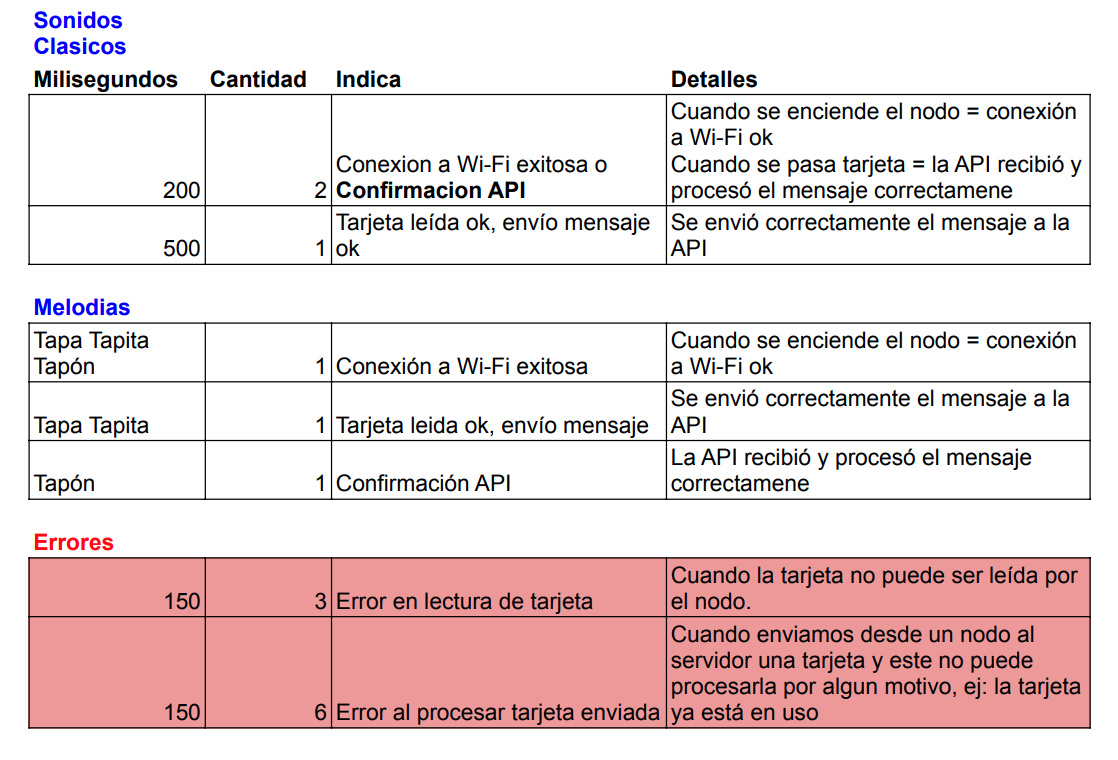 Sonidos
Clasicos
Milisegundos Cantidad Indica Detalles
Cuando se enciende el nodo = conexión
a Wi-Fi ok
Conexion a Wi-Fi exitosa o Cuando se pasa tarjeta = la API recibió y
200 2 Confirmacion API procesó el mensaje correctamene
Tarjeta leída ok, envío mensaje Se envió correctamente el mensaje a la
500 1 ok API
Melodias
Tapa Tapita Cuando se enciende el nodo = conexión
Tapón 1 Conexión a Wi-Fi exitosa a Wi-Fi ok
Se envió correctamente el mensaje a la
Tapa Tapita 1 Tarjeta leida ok, envío mensaje API
La API recibió y procesó el mensaje
Tapón 1 Confirmación API correctamene
Errores
Cuando la tarjeta no puede ser leída por
150 3 Error en lectura de tarjeta el nodo.
Cuando enviamos desde un nodo al
servidor una tarjeta y este no puede
procesarla por algun motivo, ej: la tarjeta
150 6 Error al procesar tarjeta enviada ya está en uso